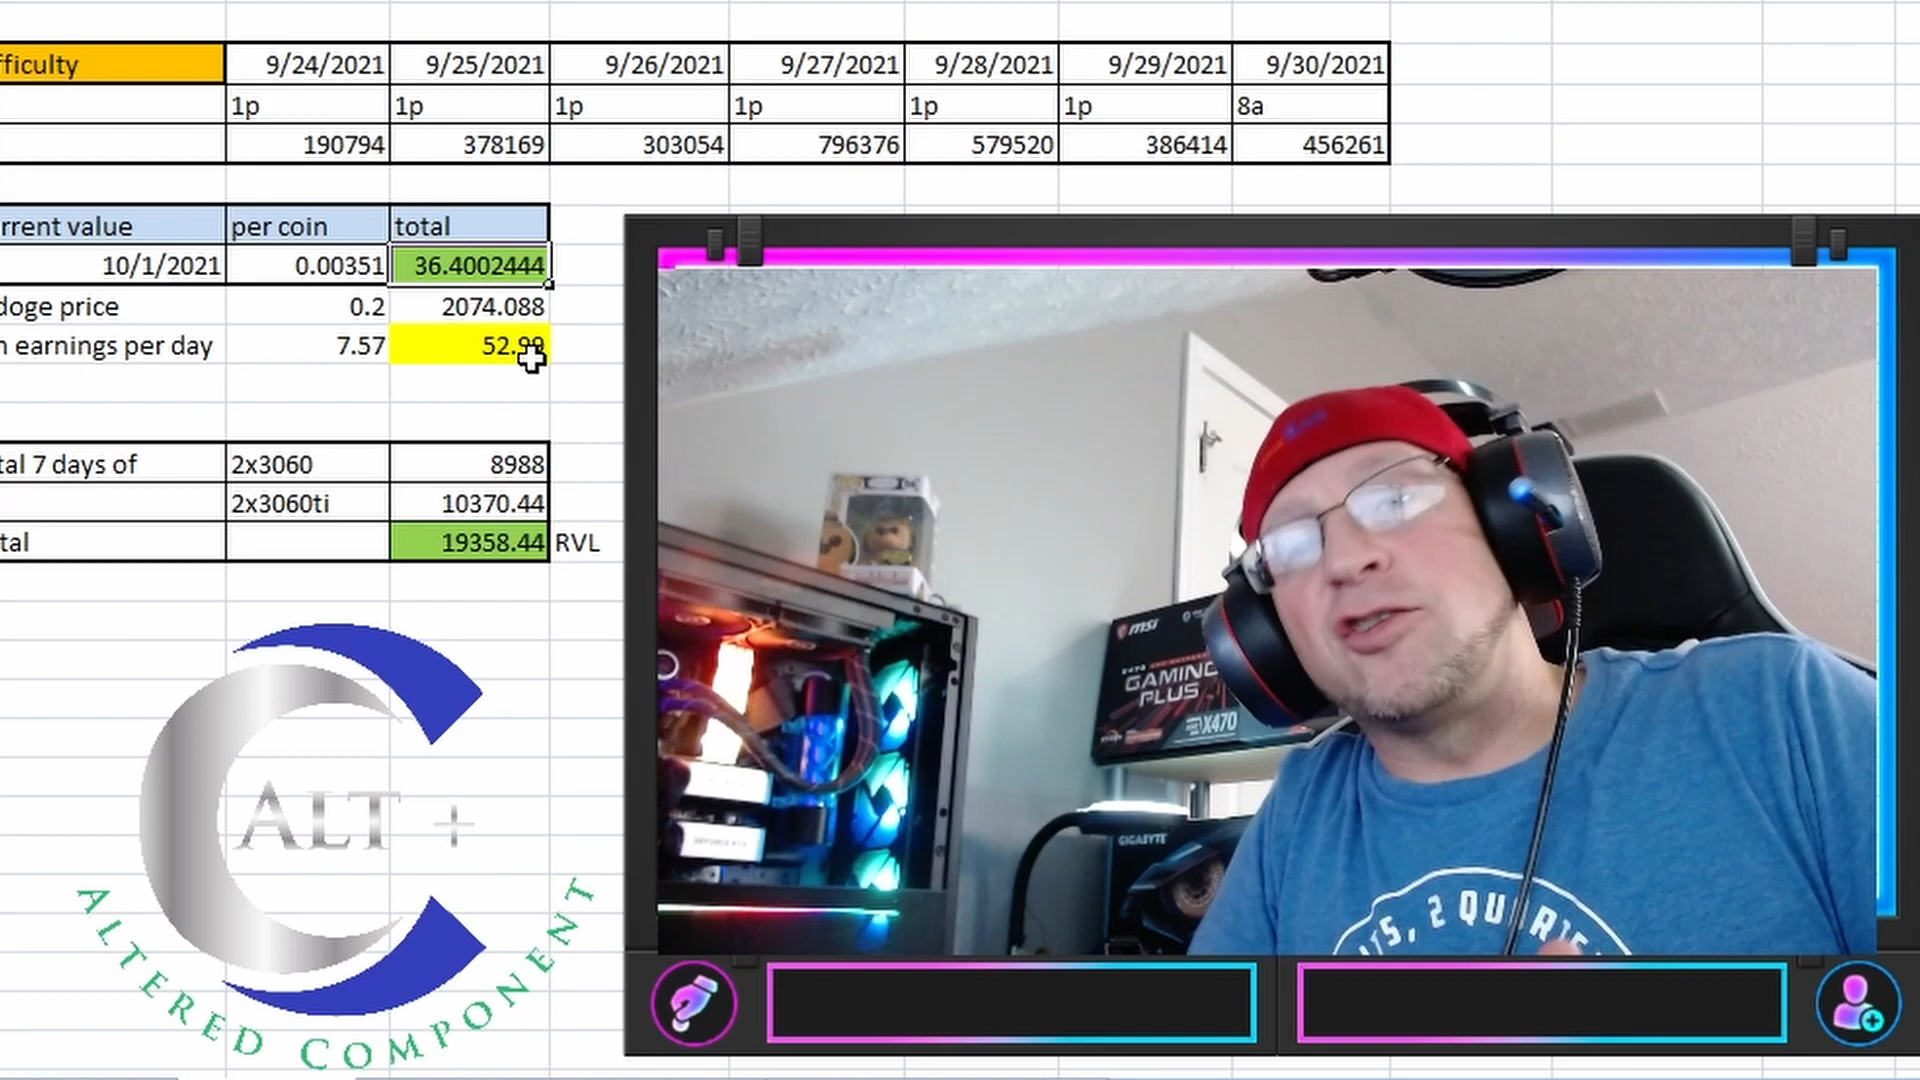 fficulty 9/24/2021 9/25/2021 9/26/2021 9/27/2021 9/28/2021 9/29/2021 9/30/2021
1p 1p 1p 1p 1p 1p 8a
190794 378169 303054 796376 579520 386414 456261
rrent value per coin total
10/1/2021 0.00351 36.4002444
doge price 0.2 2074.088
n earnings per day 7.57 52.99
tal 7 days of 2x3060 8988
2x3060ti 10370.44
tal 19358.44 RVL
ALT +
ALTERED COMPONENT
msi
GAMING
PLUS
X470
GIGABYTE
2